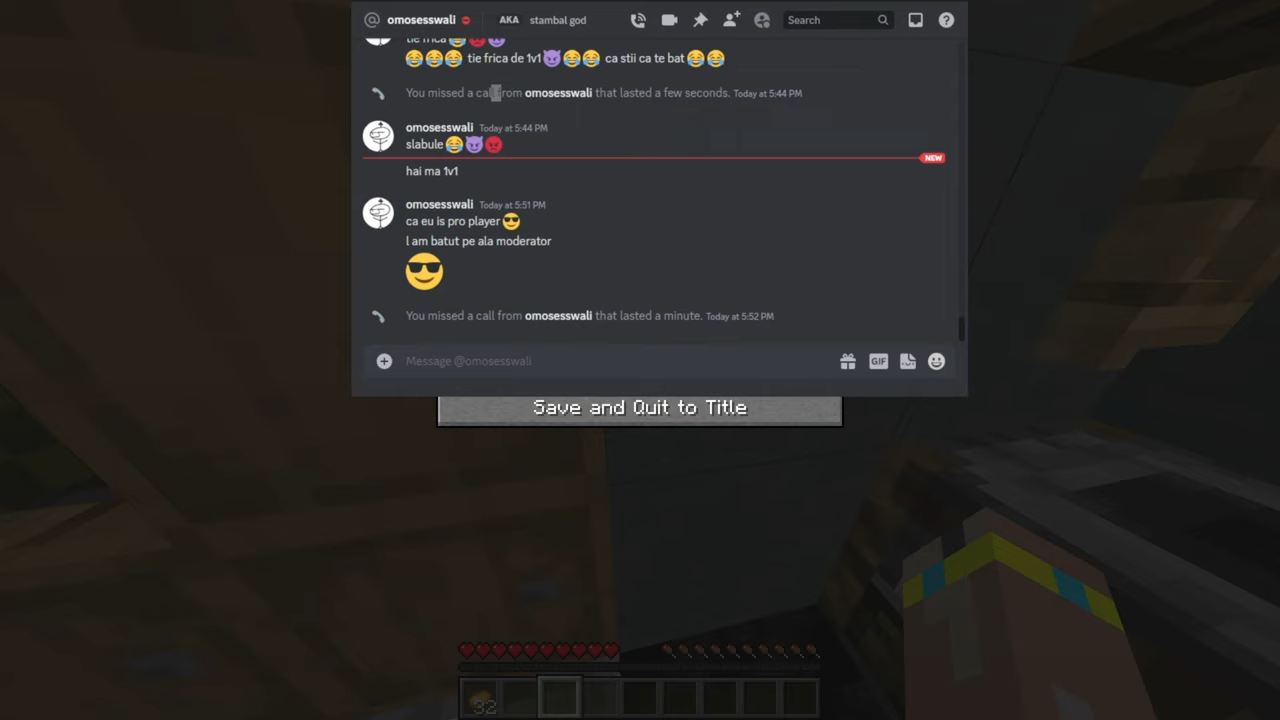 omosesswali AKA stambal god Search
tie frica 😂😡😈
😂😂😂 tie frica de 1v1😈😂😂 ca stii ca te bat😂😂
You missed a call from omosesswali that lasted a few seconds. Today at 5:44 PM
omosesswali Today at 5:44 PM
slabule😂😈😡
NEW
hai ma 1v1
omosesswali Today at 5:51 PM
ca eu is pro player😎
l am batut pe ala moderator
😎
You missed a call from omosesswali that lasted a minute. Today at 5:52 PM
Message @omosesswali GIF
Save and Quit to Title
32